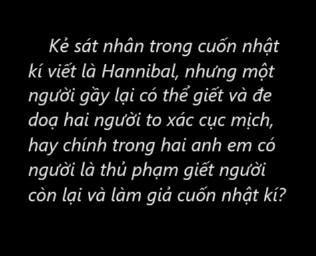 Kẻ sát nhân trong cuốn nhật
kí viết là Hannibal, nhưng một
người gầy lại có thể giết và đe
doạ hai người to xác cục mịch,
hay chính trong hai anh em có
người là thủ phạm giết người
còn lại và làm giả cuốn nhật kí?